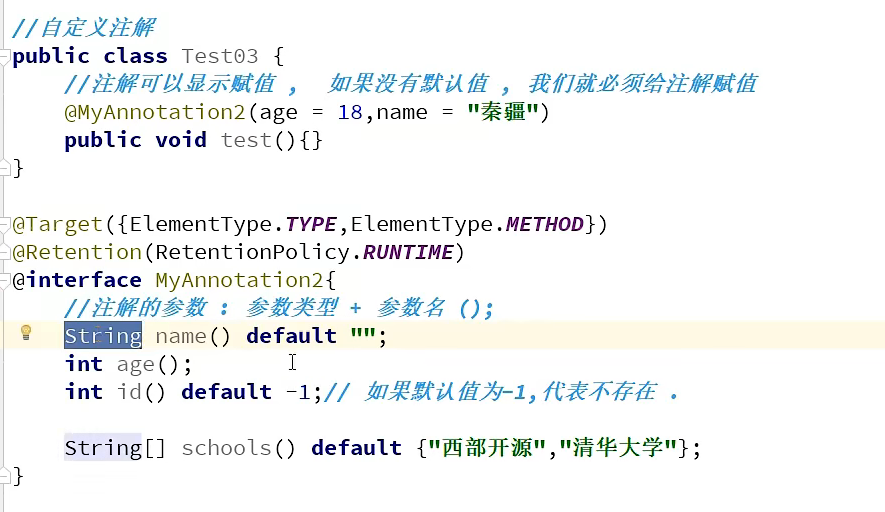 //自定义注解
public class Test03 {
//注解可以显示赋值 ， 如果没有默认值 ，我们就必须给注解赋值
@MyAnnotation2(age = 18,name = "秦疆")
public void test(){}
}
@Target({ElementType.TYPE,ElementType.METHOD})
@Retention(RetentionPolicy.RUNTIME)
@interface MyAnnotation2{
//注解的参数 : 参数类型 + 参数名 ();
String name() default "";
int age();
int id() default -1;// 如果默认值为-1,代表不存在 .
String[] schools() default {"西部开源","清华大学"};
}